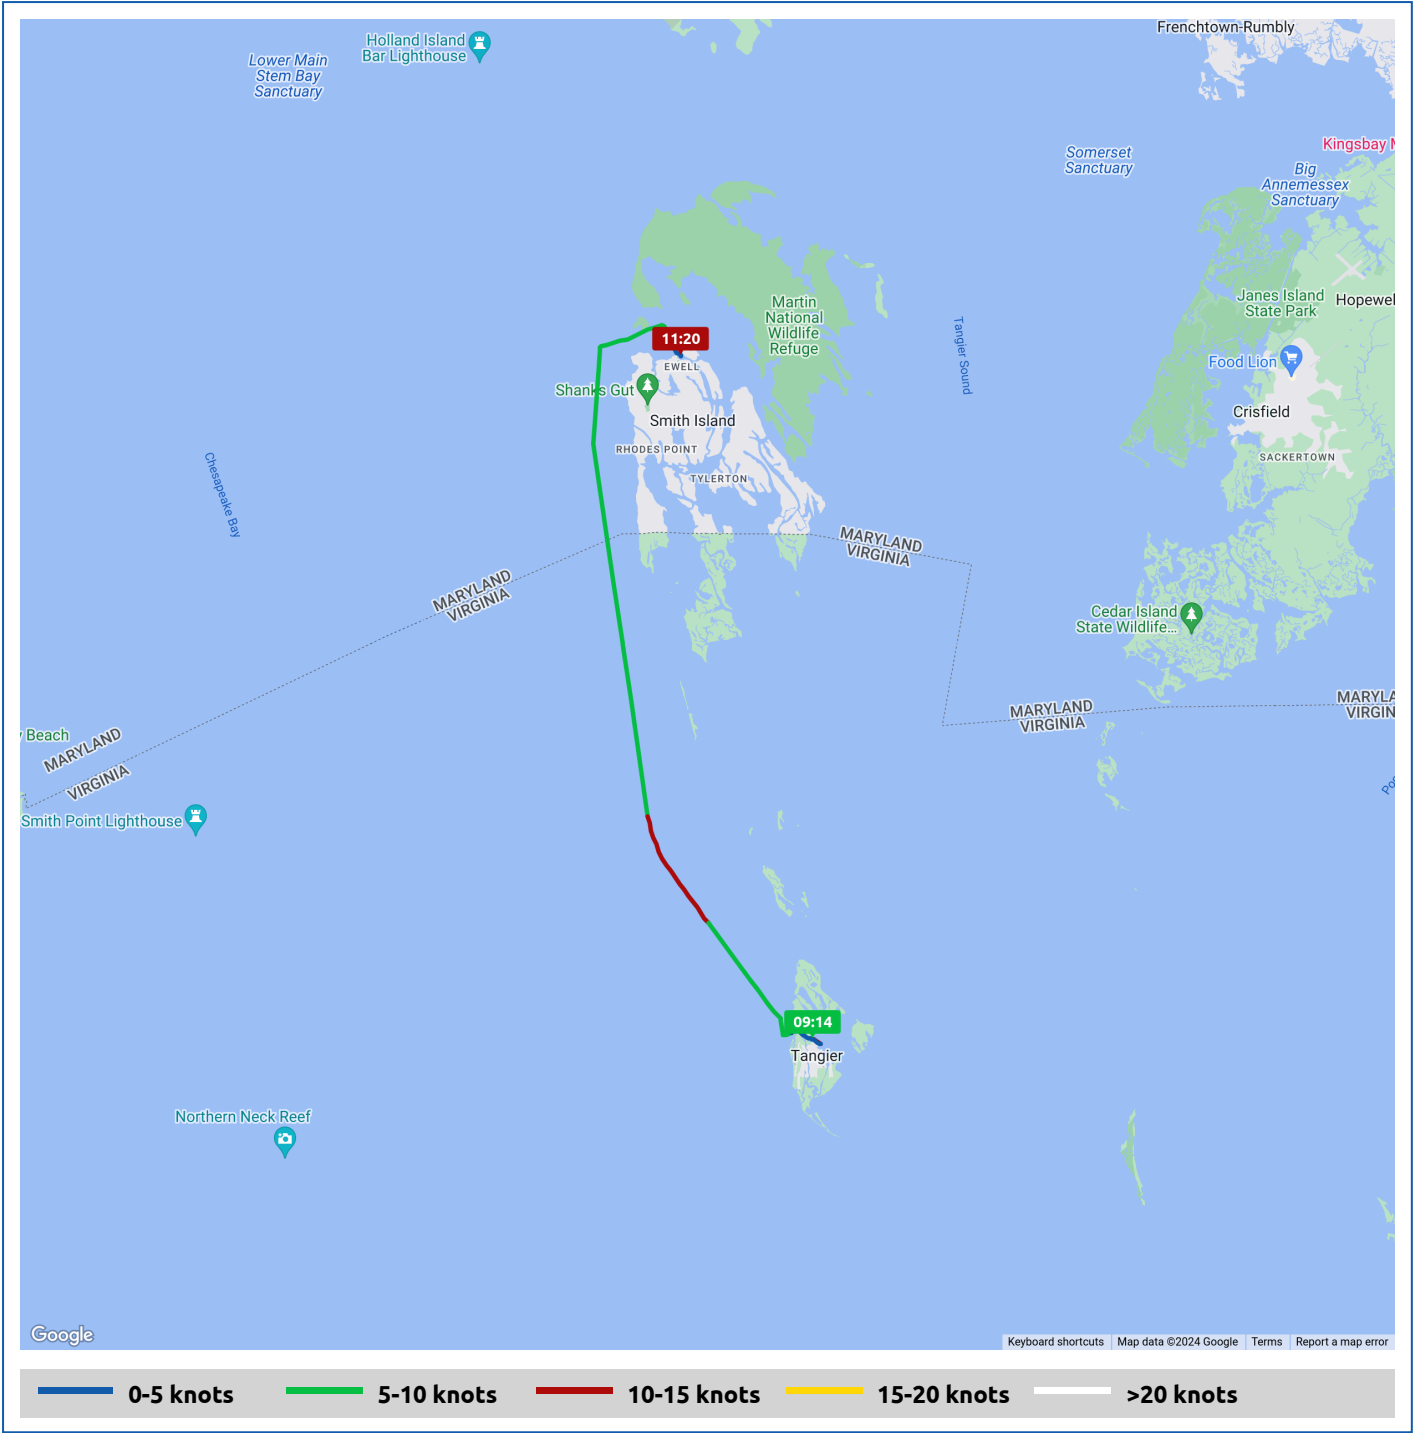 Frenchtown-Rumbly
Holland Island
Bar Lighthouse
Lower Main
Stem Bay
Sanctuary
Kingsbay M
Somerset
Sanctuary
Big
Annemessex
Sanctuary
Janes Island
State Park
Hopewel
Martin
National
Wildlife
Refuge
Tangier Sound
11:20
EWELL
Food Lion
Shanks Gut
Crisfield
Smith Island
RHODES POINT
SACKERTOWN
TYLERTON
Chesapeake Bay
MARYLAND
VIRGINIA
MARYLAND
VIRGINIA
Cedar Island
State Wildlife...
MARYLAND
VIRGINIA
MARYLA
VIRGIN
y Beach
MARYLAND
VIRGINIA
Smith Point Lighthouse
Poc
09:14
Tangier
Northern Neck Reef
Google
Keyboard shortcuts
Map data ©2024 Google
Terms
Report a map error
0-5 knots
5-10 knots
10-15 knots
15-20 knots
>20 knots